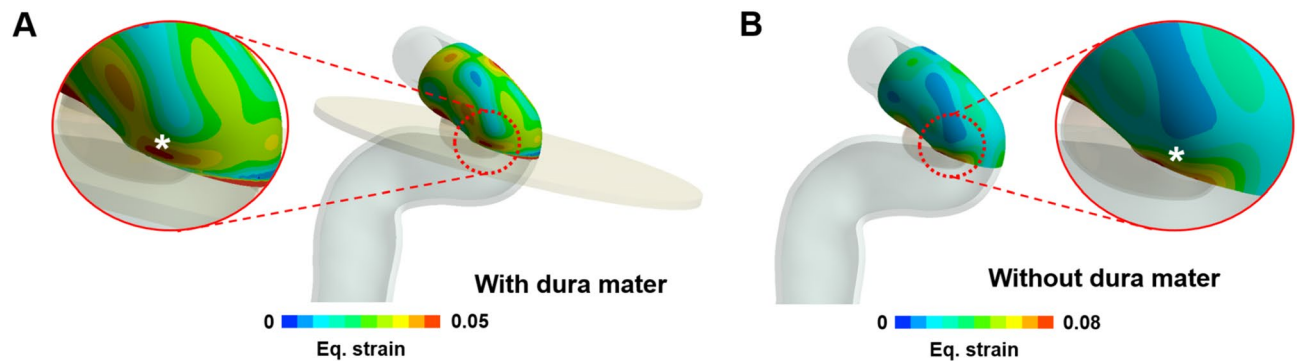 A
B
*
*
With dura mater
Without dura mater
0 0.05
Eq. strain
0 0.08
Eq. strain